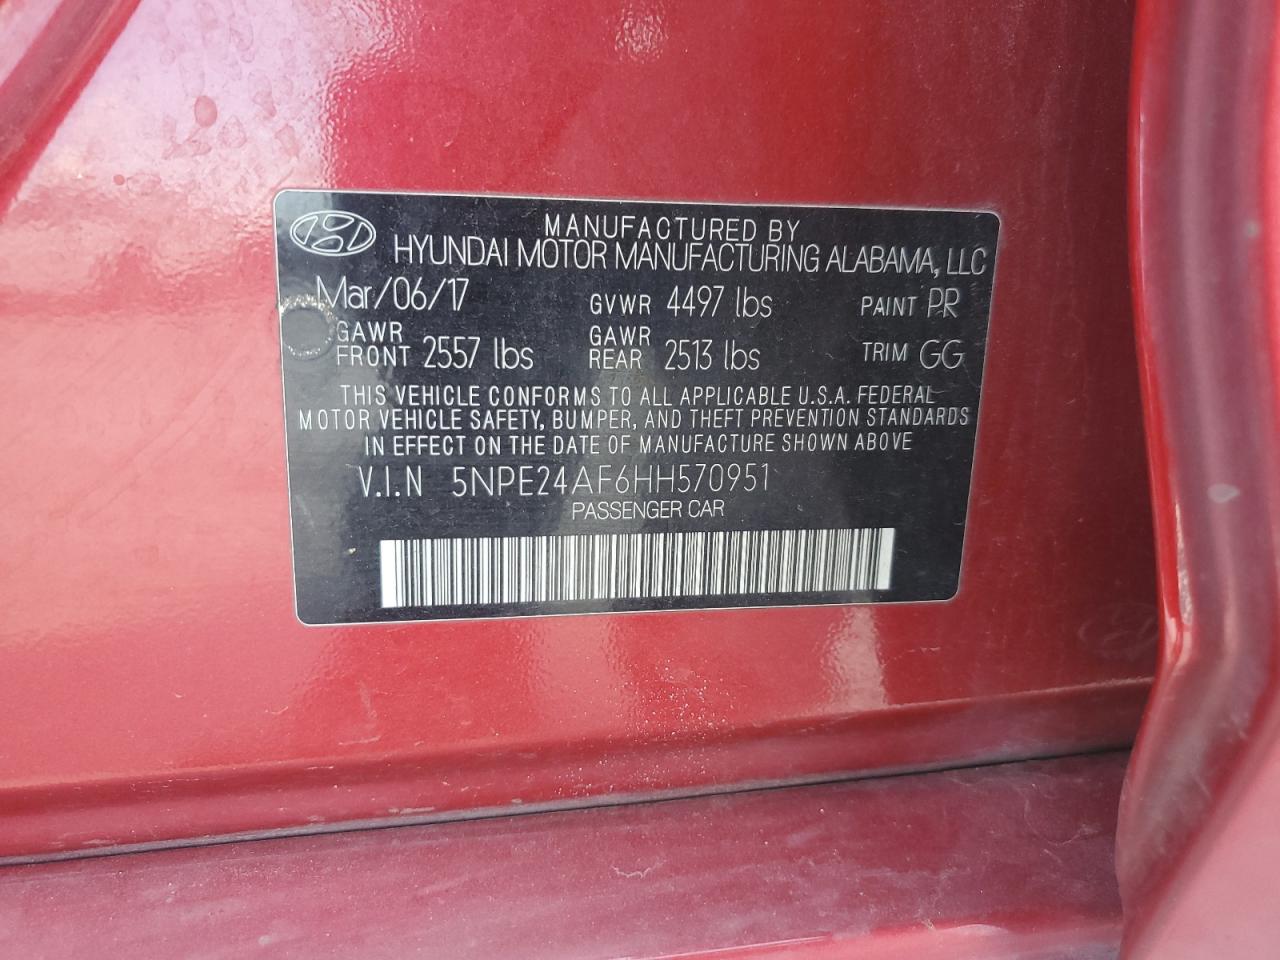 MANUFACTURED BY
HYUNDAI MOTOR MANUFACTURING ALABAMA, LLC
Mar/06/17 GVWR 4497 lbs PAINT PR
GAWR FRONT 2557 lbs GAWR REAR 2513 lbs TRIM GG
THIS VEHICLE CONFORMS TO ALL APPLICABLE U.S.A. FEDERAL
MOTOR VEHICLE SAFETY, BUMPER, AND THEFT PREVENTION STANDARDS
IN EFFECT ON THE DATE OF MANUFACTURE SHOWN ABOVE
V.I.N 5NPE24AF6HH570951
PASSENGER CAR